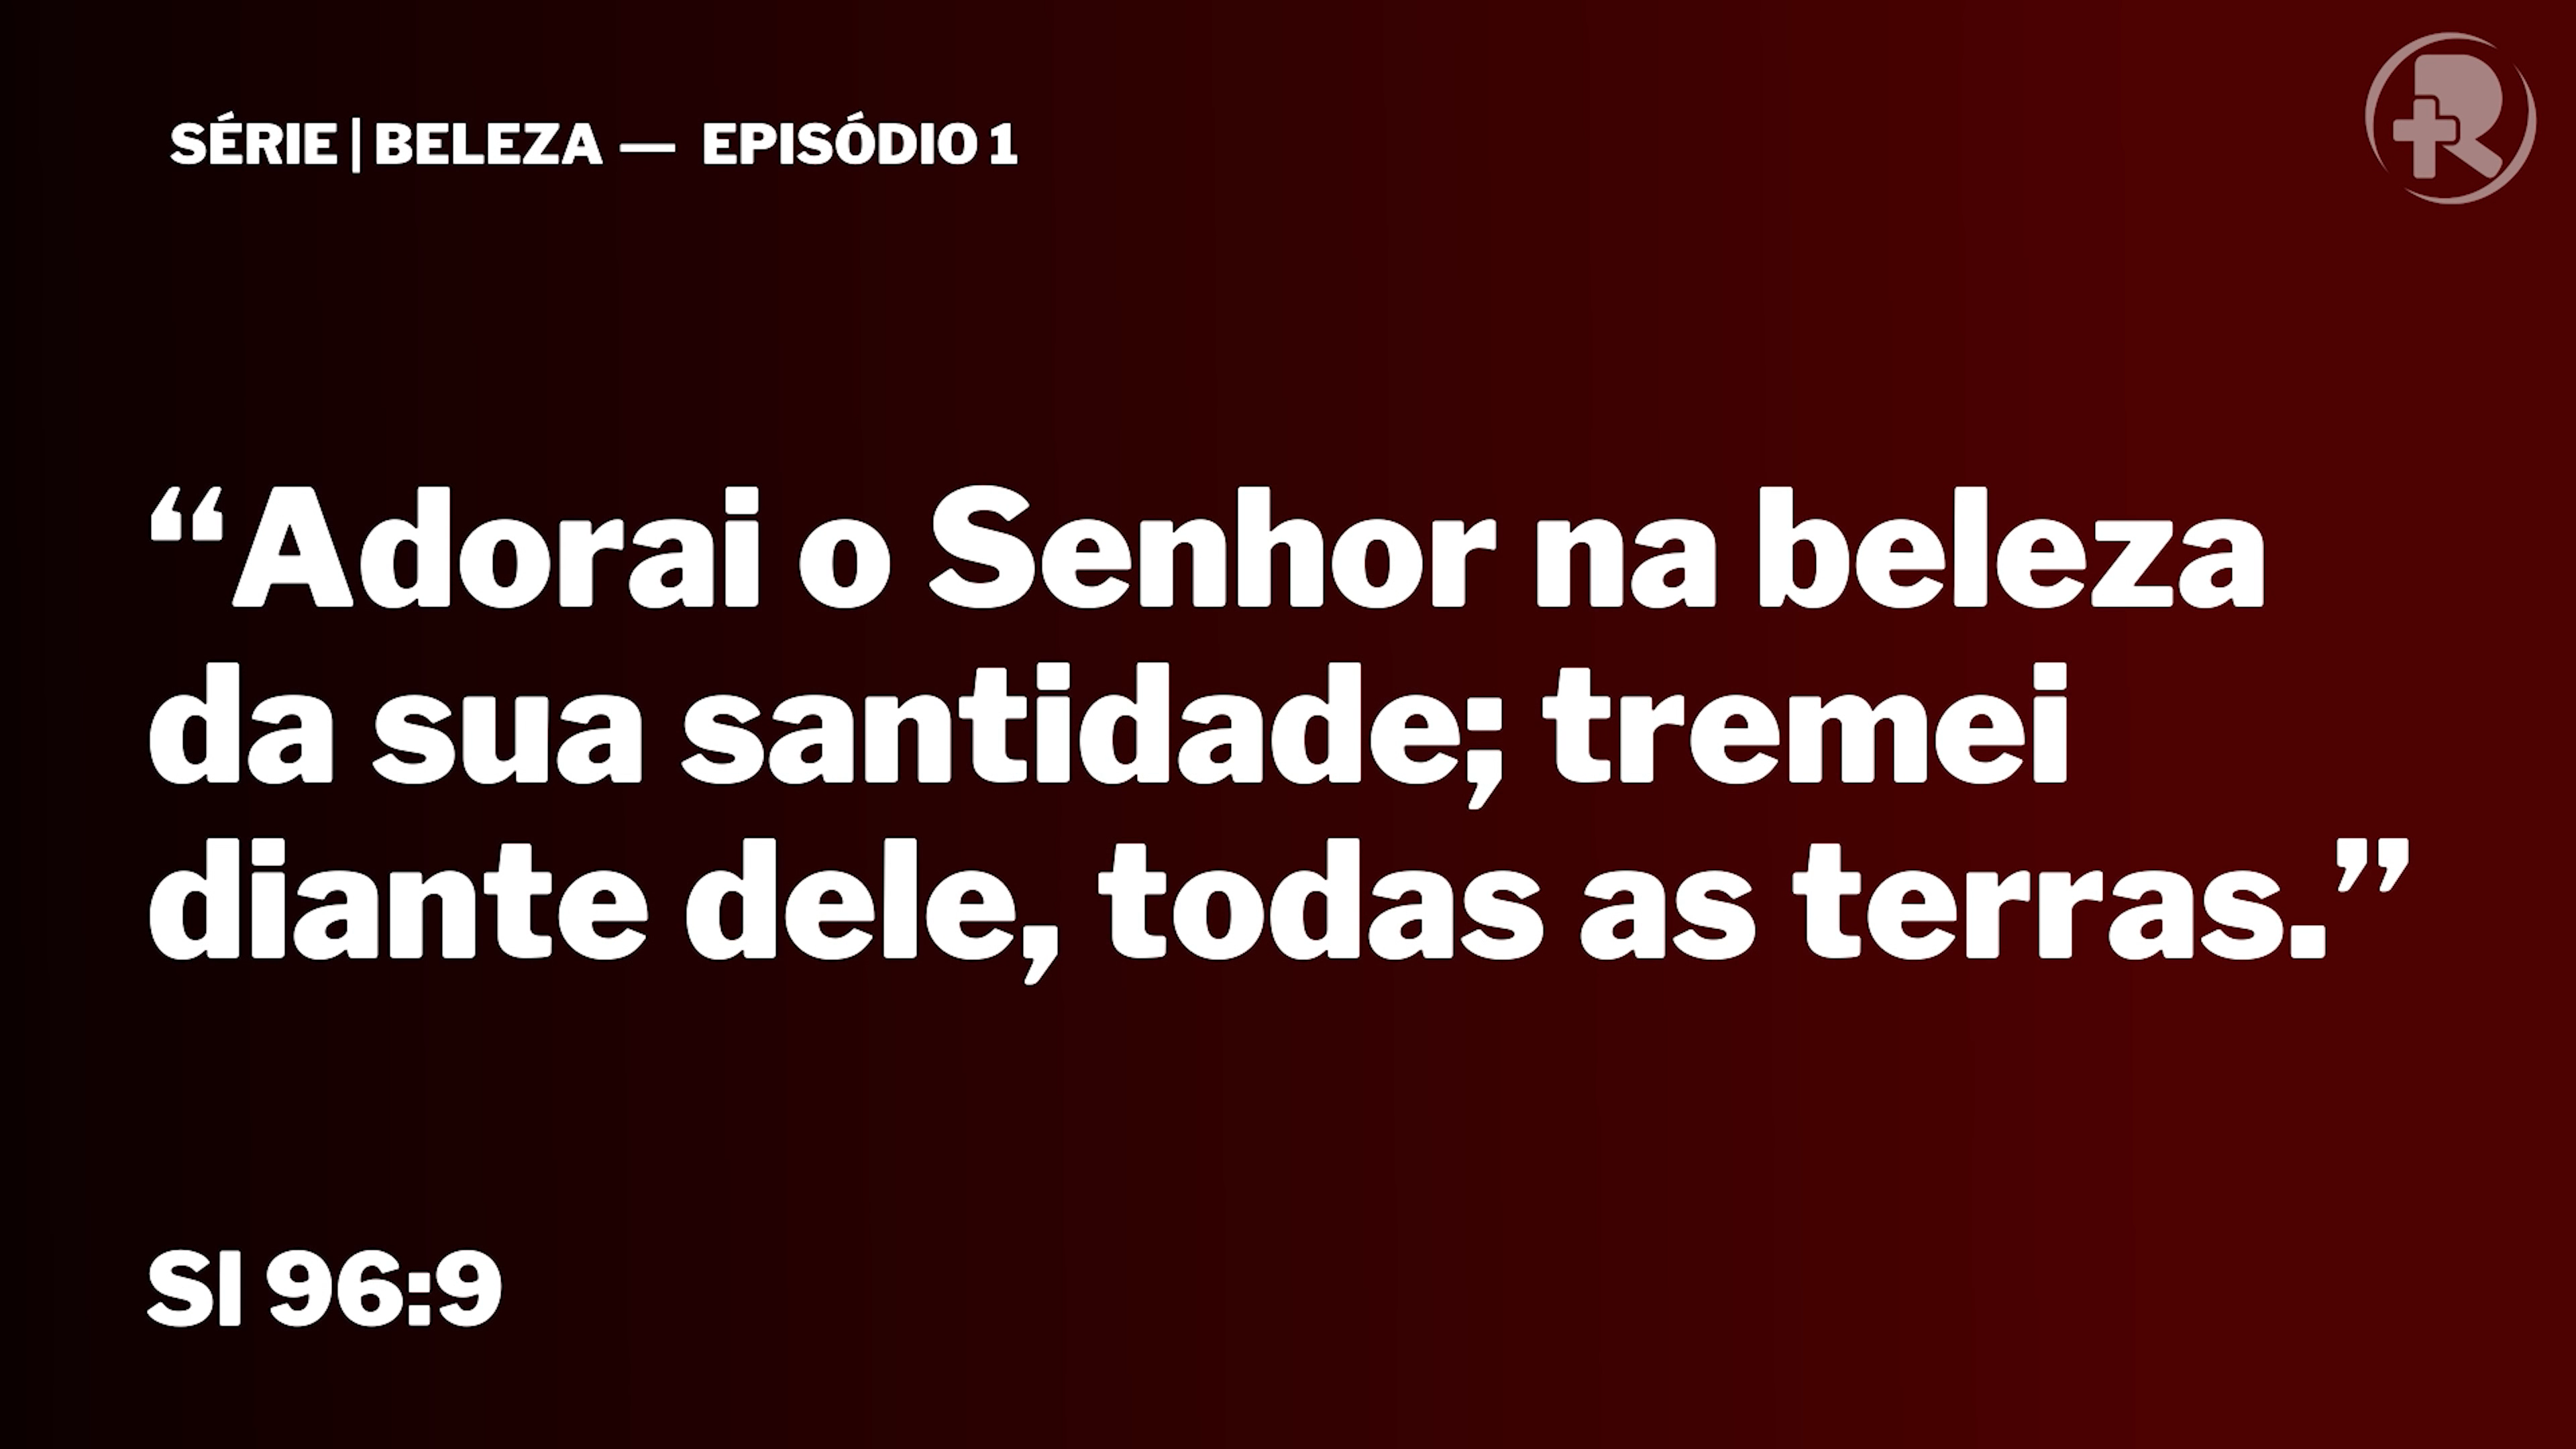 SÉRIE | BELEZA — EPISÓDIO 1
R
“Adorai o Senhor na beleza
da sua santidade; tremei
diante dele, todas as terras.”
Sl 96:9